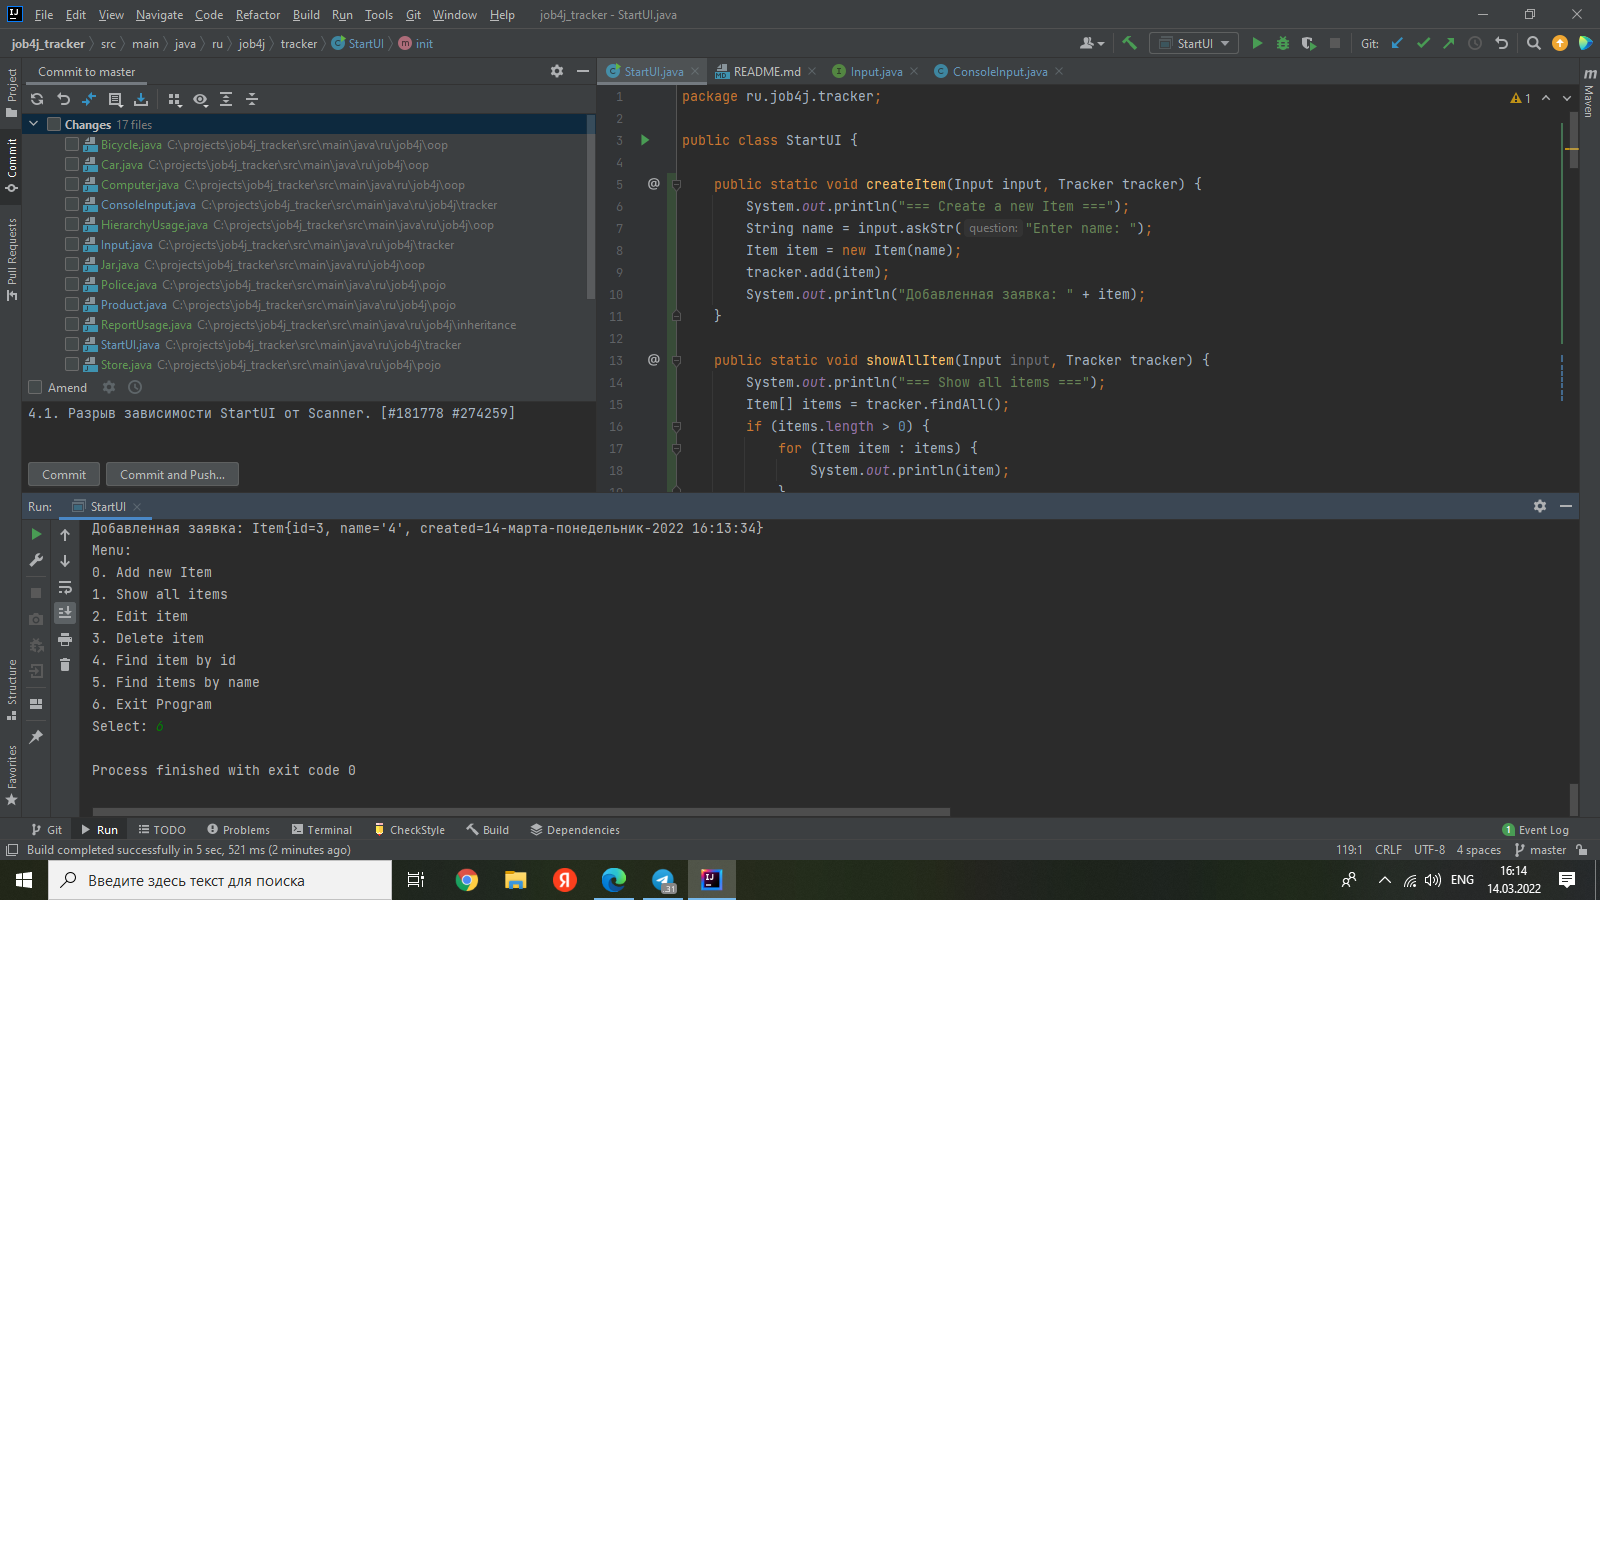 File Edit View Navigate Code Refactor Build Run Tools Git Window Help job4j_tracker - StartUI.java
job4j_tracker src main java ru job4j tracker StartUI init
StartUI Git:
Commit to master
StartUI.java README.md Input.java ConsoleInput.java
Project
Commit
Pull Requests
Structure
Favorites
Maven
Changes 17 files
Bicycle.java C:\projects\job4j_tracker\src\main\java\ru\job4j\oop
Car.java C:\projects\job4j_tracker\src\main\java\ru\job4j\oop
Computer.java C:\projects\job4j_tracker\src\main\java\ru\job4j\oop
ConsoleInput.java C:\projects\job4j_tracker\src\main\java\ru\job4j\tracker
HierarchyUsage.java C:\projects\job4j_tracker\src\main\java\ru\job4j\oop
Input.java C:\projects\job4j_tracker\src\main\java\ru\job4j\tracker
Jar.java C:\projects\job4j_tracker\src\main\java\ru\job4j\oop
Police.java C:\projects\job4j_tracker\src\main\java\ru\job4j\pojo
Product.java C:\projects\job4j_tracker\src\main\java\ru\job4j\pojo
ReportUsage.java C:\projects\job4j_tracker\src\main\java\ru\job4j\inheritance
StartUI.java C:\projects\job4j_tracker\src\main\java\ru\job4j\tracker
Store.java C:\projects\job4j_tracker\src\main\java\ru\job4j\pojo
Amend
4.1. Разрыв зависимости StartUI от Scanner. [#181778 #274259]
Commit Commit and Push...
1 package ru.job4j.tracker; 1
2
3 public class StartUI {
4
5 @ public static void createItem(Input input, Tracker tracker) {
6 System.out.println("=== Create a new Item ===");
7 String name = input.askStr( question: "Enter name: ");
8 Item item = new Item(name);
9 tracker.add(item);
10 System.out.println("Добавленная заявка: " + item);
11 }
12
13 @ public static void showAllItem(Input input, Tracker tracker) {
14 System.out.println("=== Show all items ===");
15 Item[] items = tracker.findAll();
16 if (items.length > 0) {
17 for (Item item : items) {
18 System.out.println(item);
19 }
Run: StartUI
Добавленная заявка: Item{id=3, name='4', created=14-марта-понедельник-2022 16:13:34}
Menu:
0. Add new Item
1. Show all items
2. Edit item
3. Delete item
4. Find item by id
5. Find items by name
6. Exit Program
Select: 6
Process finished with exit code 0
Git Run TODO Problems Terminal CheckStyle Build Dependencies 1 Event Log
Build completed successfully in 5 sec, 521 ms (2 minutes ago) 119:1 CRLF UTF-8 4 spaces master
Введите здесь текст для поиска
Я
31
IJ
ENG
16:14
14.03.2022